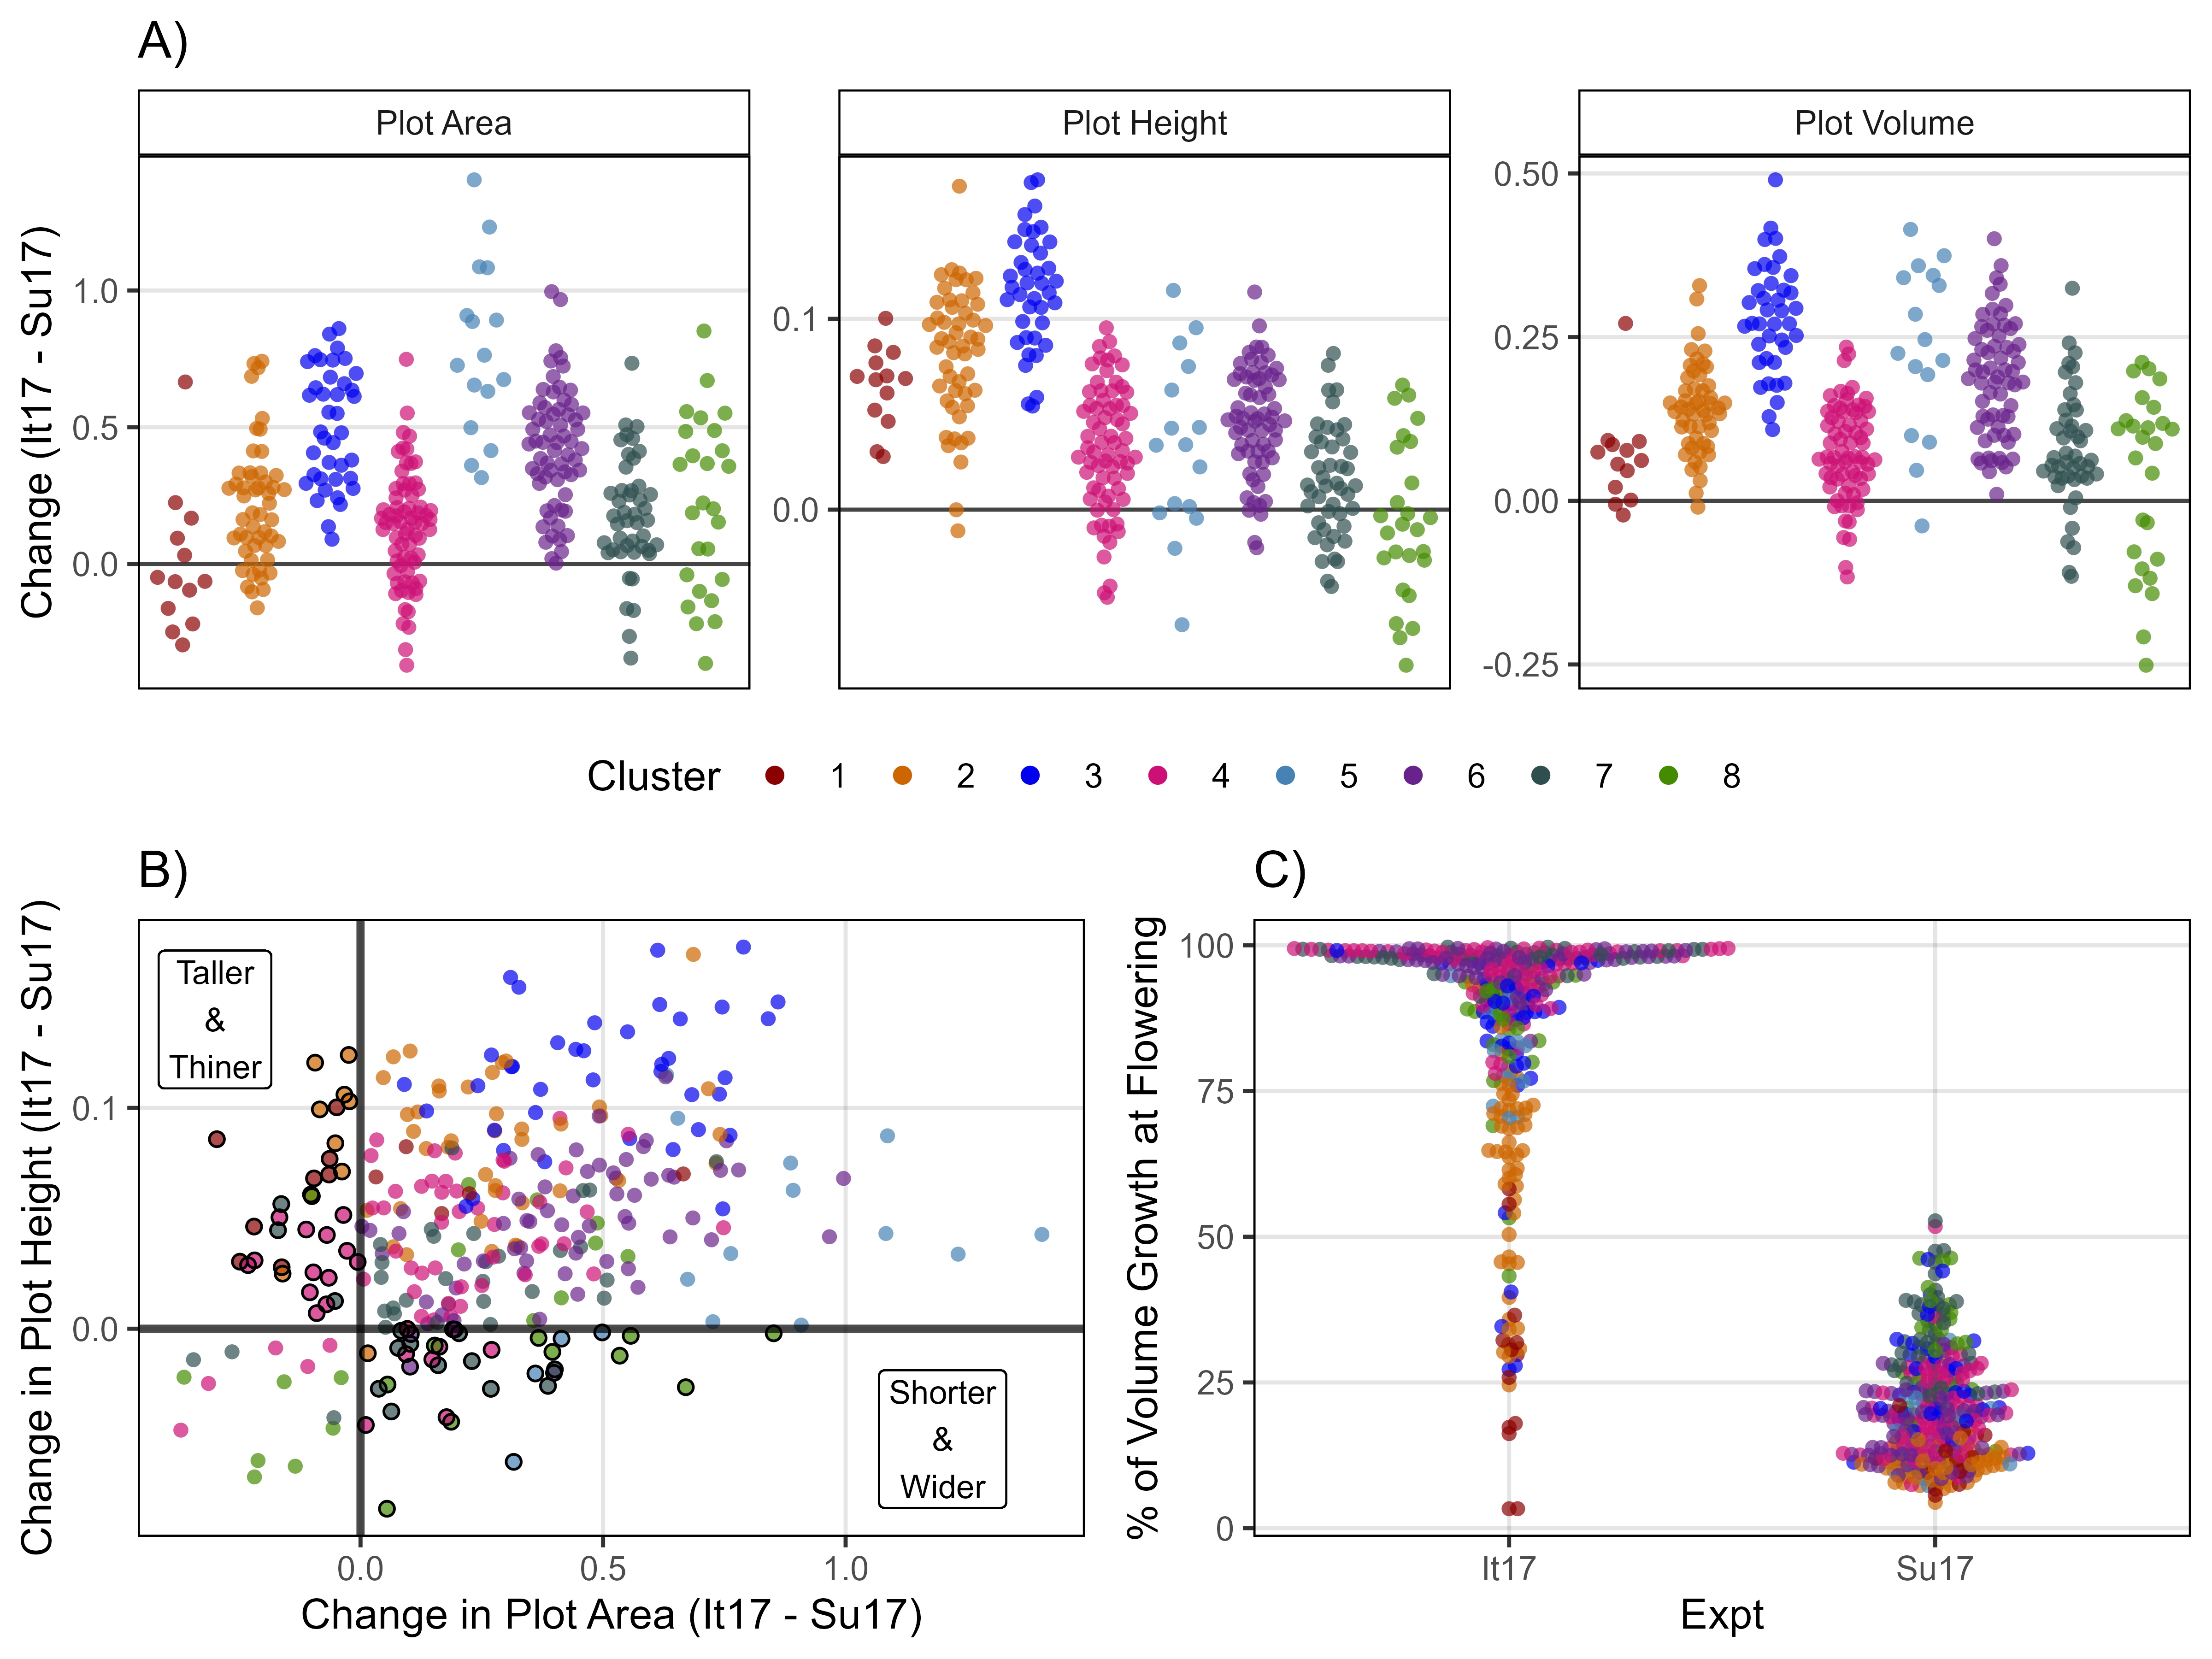 A)
Plot Area
Plot Height
Plot Volume
Change (It17 - Su17)
1.0
0.5
0.0
0.1
0.0
0.50
0.25
0.00
-0.25
Cluster 1 2 3 4 5 6 7 8
B)
Change in Plot Height (It17 - Su17)
0.1
0.0
Taller
&
Thiner
Shorter
&
Wider
0.0 0.5 1.0
Change in Plot Area (It17 - Su17)
C)
% of Volume Growth at Flowering
100
75
50
25
0
It17 Su17
Expt